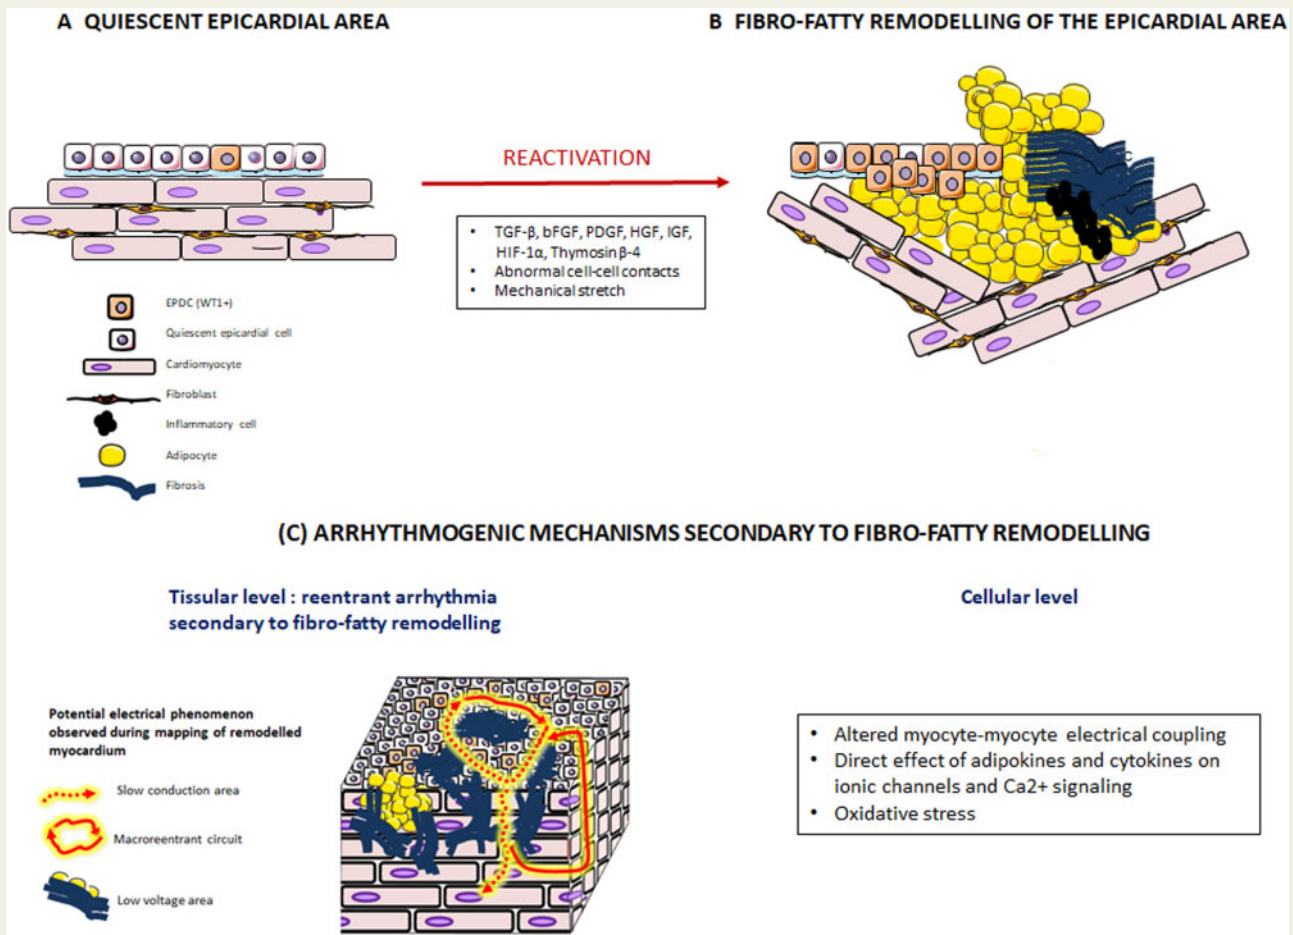 A QUIESCENT EPICARDIAL AREA
B FIBRO-FATTY REMODELLING OF THE EPICARDIAL AREA
REACTIVATION
• TGF-β, bFGF, PDGF, HGF, IGF,
HIF-1α, Thymosin β-4
• Abnormal cell-cell contacts
• Mechanical stretch
C
EPDC (WT1+)
Quiescent epicardial cell
Cardiomyocyte
Fibroblast
Inflammatory cell
Adipocyte
Fibrosis
(C) ARRHYTHMOGENIC MECHANISMS SECONDARY TO FIBRO-FATTY REMODELLING
Tissular level : reentrant arrhythmia
secondary to fibro-fatty remodelling
Cellular level
Potential electrical phenomenon
observed during mapping of remodelled
myocardium
Slow conduction area
Macroreentrant circuit
Low voltage area
• Altered myocyte-myocyte electrical coupling
• Direct effect of adipokines and cytokines on
ionic channels and Ca2+ signaling
• Oxidative stress